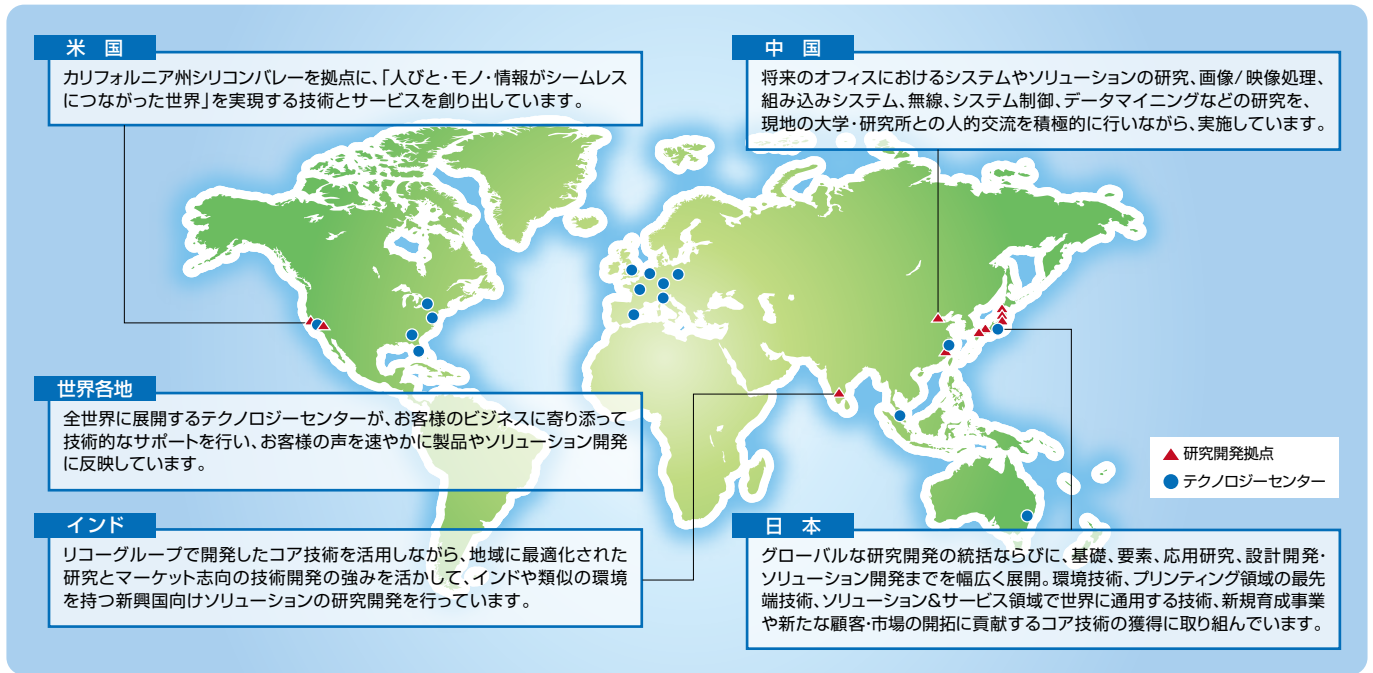 米 国
カリフォルニア州シリコンバレーを拠点に、「人びと・モノ・情報がシームレス
につながった世界」を実現する技術とサービスを創り出しています。
中 国
将来のオフィスにおけるシステムやソリューションの研究、画像/映像処理、
組み込みシステム、無線、システム制御、データマイニングなどの研究を、
現地の大学・研究所との人的交流を積極的に行いながら、実施しています。
世界各地
全世界に展開するテクノロジーセンターが、お客様のビジネスに寄り添って
技術的なサポートを行い、お客様の声を速やかに製品やソリューション開発
に反映しています。
研究開発拠点
テクノロジーセンター
インド
リコーグループで開発したコア技術を活用しながら、地域に最適化された
研究とマーケット志向の技術開発の強みを活かして、インドや類似の環境
を持つ新興国向けソリューションの研究開発を行っています。
日 本
グローバルな研究開発の統括ならびに、基礎、要素、応用研究、設計開発・
ソリューション開発までを幅広く展開。環境技術、プリンティング領域の最先
端技術、ソリューション&サービス領域で世界に通用する技術、新規育成事業
や新たな顧客・市場の開拓に貢献するコア技術の獲得に取り組んでいます。